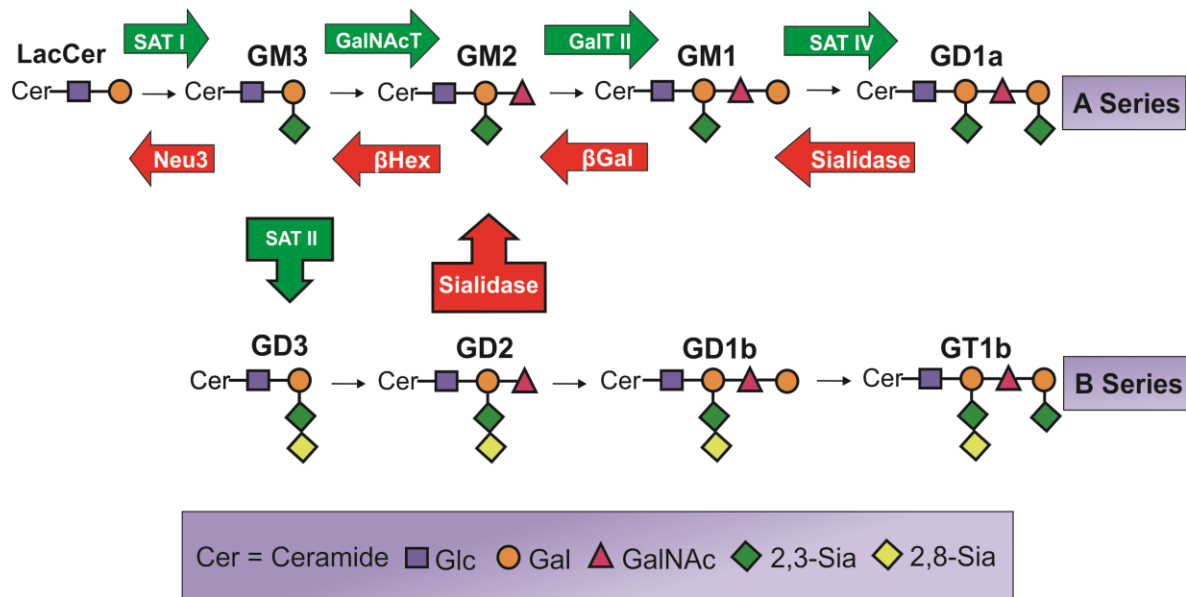 SAT I GalNAcT GalT II SAT IV
LacCer GM3 GM2 GM1 GD1a
Cer Cer Cer Cer Cer A Series
Neu3 βHex βGal Sialidase
SAT II
Sialidase
GD3 GD2 GD1b GT1b
Cer Cer Cer Cer B Series
Cer = Ceramide Glc Gal GalNAc 2,3-Sia 2,8-Sia